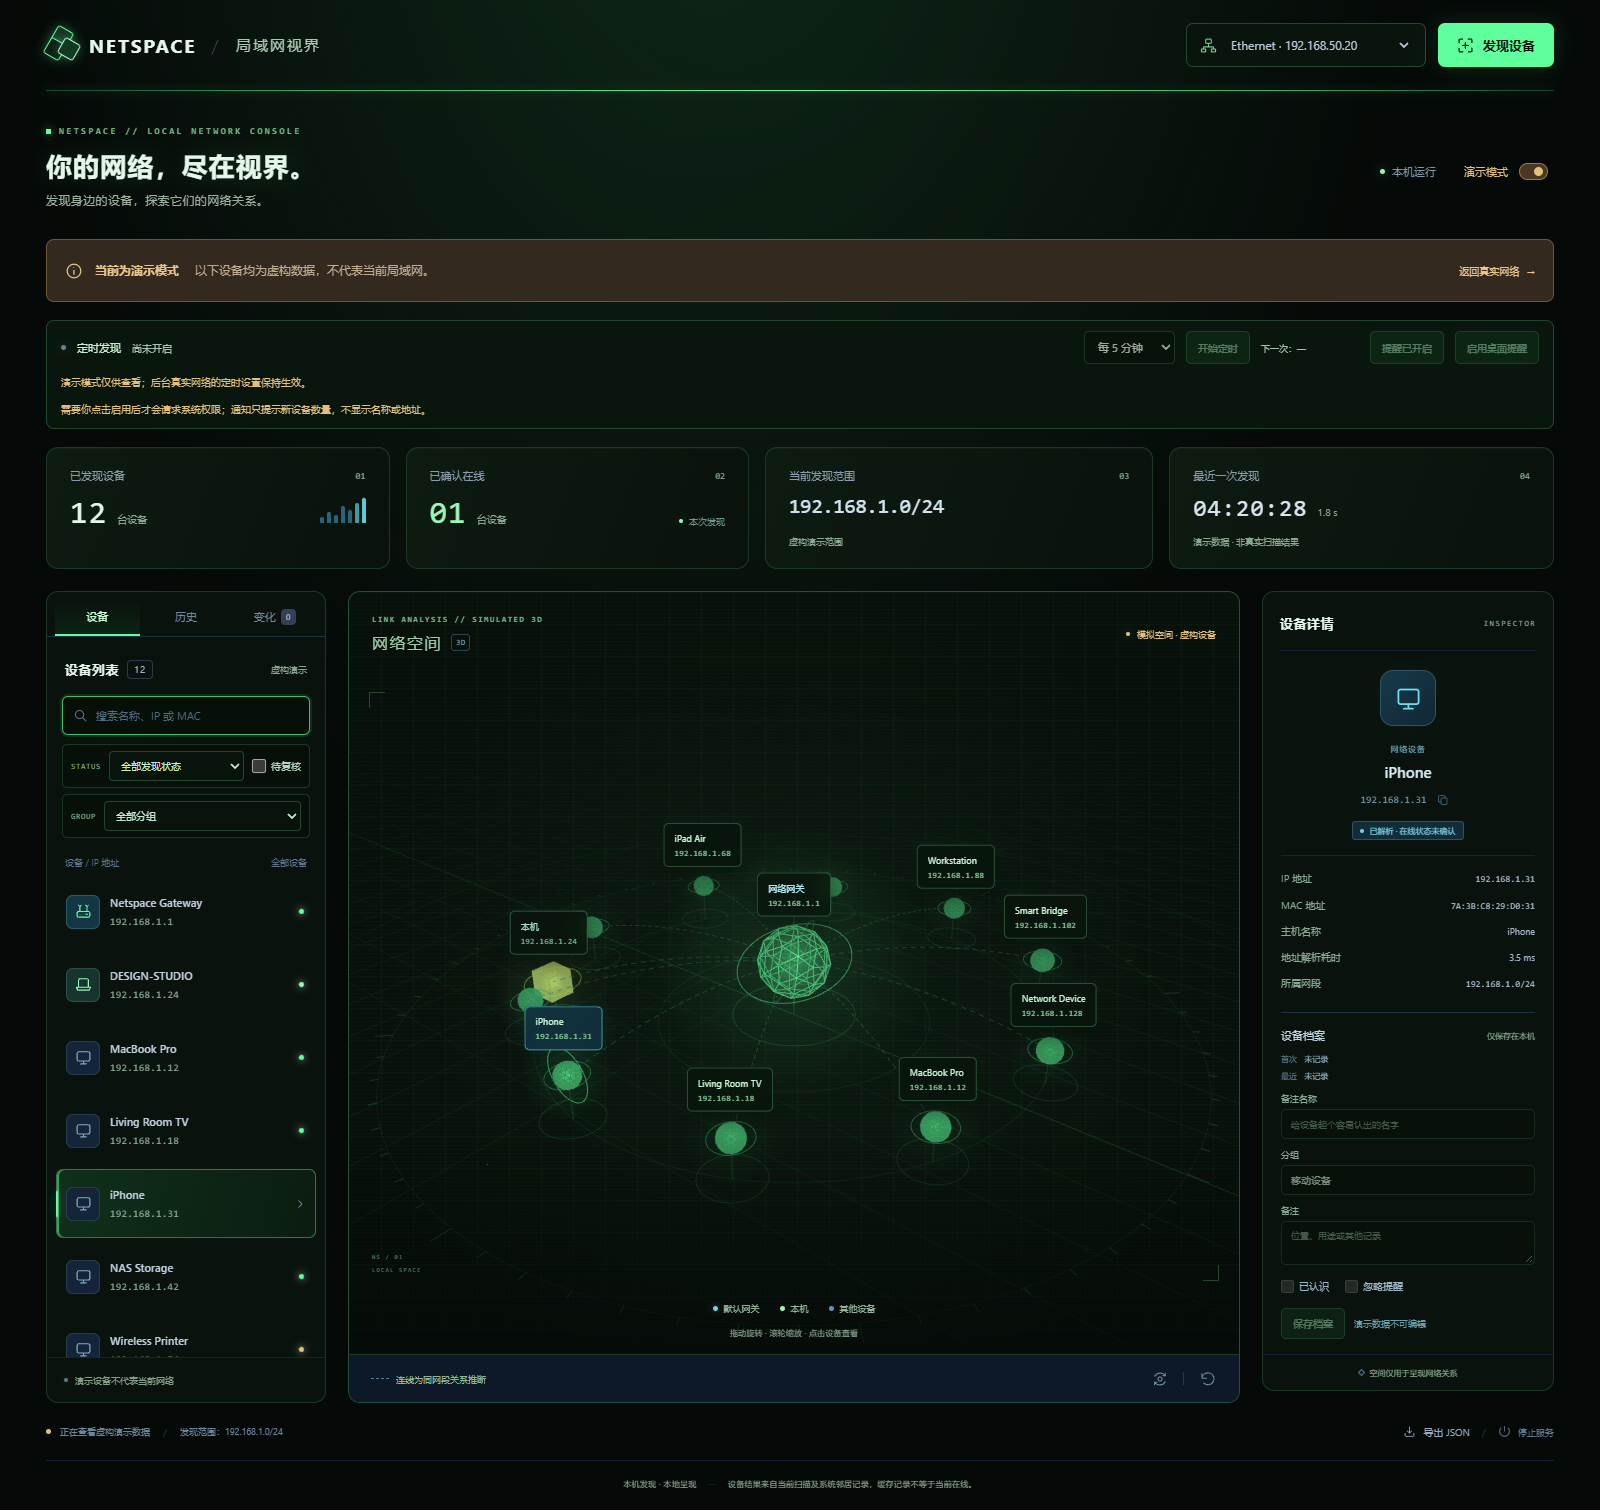 NETSPACE / 局域网视界
Ethernet · 192.168.50.20
发现设备
NETSPACE // LOCAL NETWORK CONSOLE
你的网络，尽在视界。
发现身边的设备，探索它们的网络关系。
本机运行
演示模式
当前为演示模式 以下设备均为虚构数据，不代表当前局域网。
返回真实网络 →
定时发现 尚未开启
每 5 分钟
开始定时
下一次：—
提醒已开启
启用桌面提醒
演示模式仅供查看；后台真实网络的定时设置保持生效。
需要你点击启用后才会请求系统权限；通知只提示新设备数量，不显示名称或地址。
已发现设备 01
12 台设备
已确认在线 02
01 台设备
本次发现
当前发现范围 03
192.168.1.0/24
虚构演示范围
最近一次发现 04
04:20:28 1.8 s
演示数据 · 非真实扫描结果
设备 历史 变化 0
设备列表 12
虚构演示
搜索名称、IP 或 MAC
STATUS 全部发现状态 待复核
GROUP 全部分组
设备 / IP 地址 全部设备
Netspace Gateway
192.168.1.1
DESIGN-STUDIO
192.168.1.24
MacBook Pro
192.168.1.12
Living Room TV
192.168.1.18
iPhone
192.168.1.31
NAS Storage
192.168.1.42
Wireless Printer
演示设备不代表当前网络
LINK ANALYSIS // SIMULATED 3D
网络空间 3D
模拟空间 · 虚构设备
iPad Air
192.168.1.68
网络网关
192.168.1.1
Workstation
192.168.1.88
Smart Bridge
192.168.1.102
本机
192.168.1.24
iPhone
192.168.1.31
Network Device
192.168.1.128
Living Room TV
192.168.1.18
MacBook Pro
192.168.1.12
NS / 01
LOCAL SPACE
默认网关 本机 其他设备
拖动旋转 · 滚轮缩放 · 点击设备查看
连线为同网段关系推断
设备详情 INSPECTOR
网络设备
iPhone
192.168.1.31
已解析 · 在线状态未确认
IP 地址 192.168.1.31
MAC 地址 7A:3B:C8:29:D0:31
主机名称 iPhone
地址解析耗时 3.5 ms
所属网段 192.168.1.0/24
设备档案 仅保存在本机
首次 未记录
最近 未记录
备注名称
给设备起个容易认出的名字
分组
移动设备
备注
位置、用途或其他记录
已认识 忽略提醒
保存档案 演示数据不可编辑
空间仅用于呈现网络关系
正在查看虚构演示数据 / 发现范围：192.168.1.0/24
导出 JSON / 停止服务
本机发现 · 本地呈现 — 设备结果来自当前扫描及系统邻居记录，缓存记录不等于当前在线。